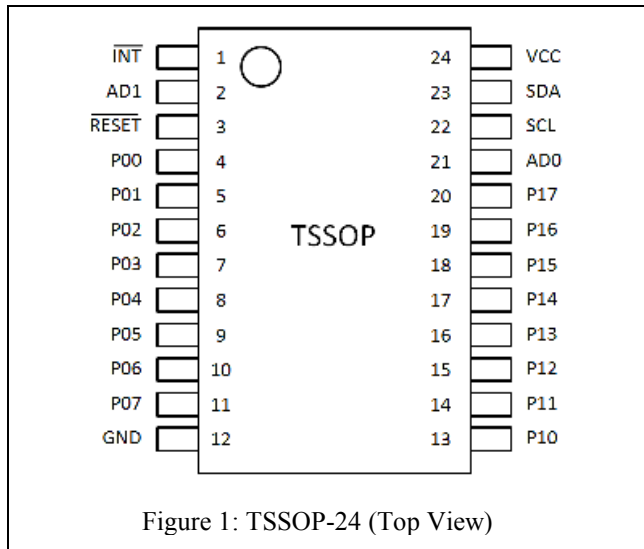 I̅N̅T̅ 1 24 VCC
AD1 2 23 SDA
R̅E̅S̅E̅T̅ 3 22 SCL
P00 4 21 AD0
P01 5 20 P17
P02 6 19 P16
P03 7 18 P15
P04 8 17 P14
P05 9 16 P13
P06 10 15 P12
P07 11 14 P11
GND 12 13 P10
TSSOP
Figure 1: TSSOP-24 (Top View)